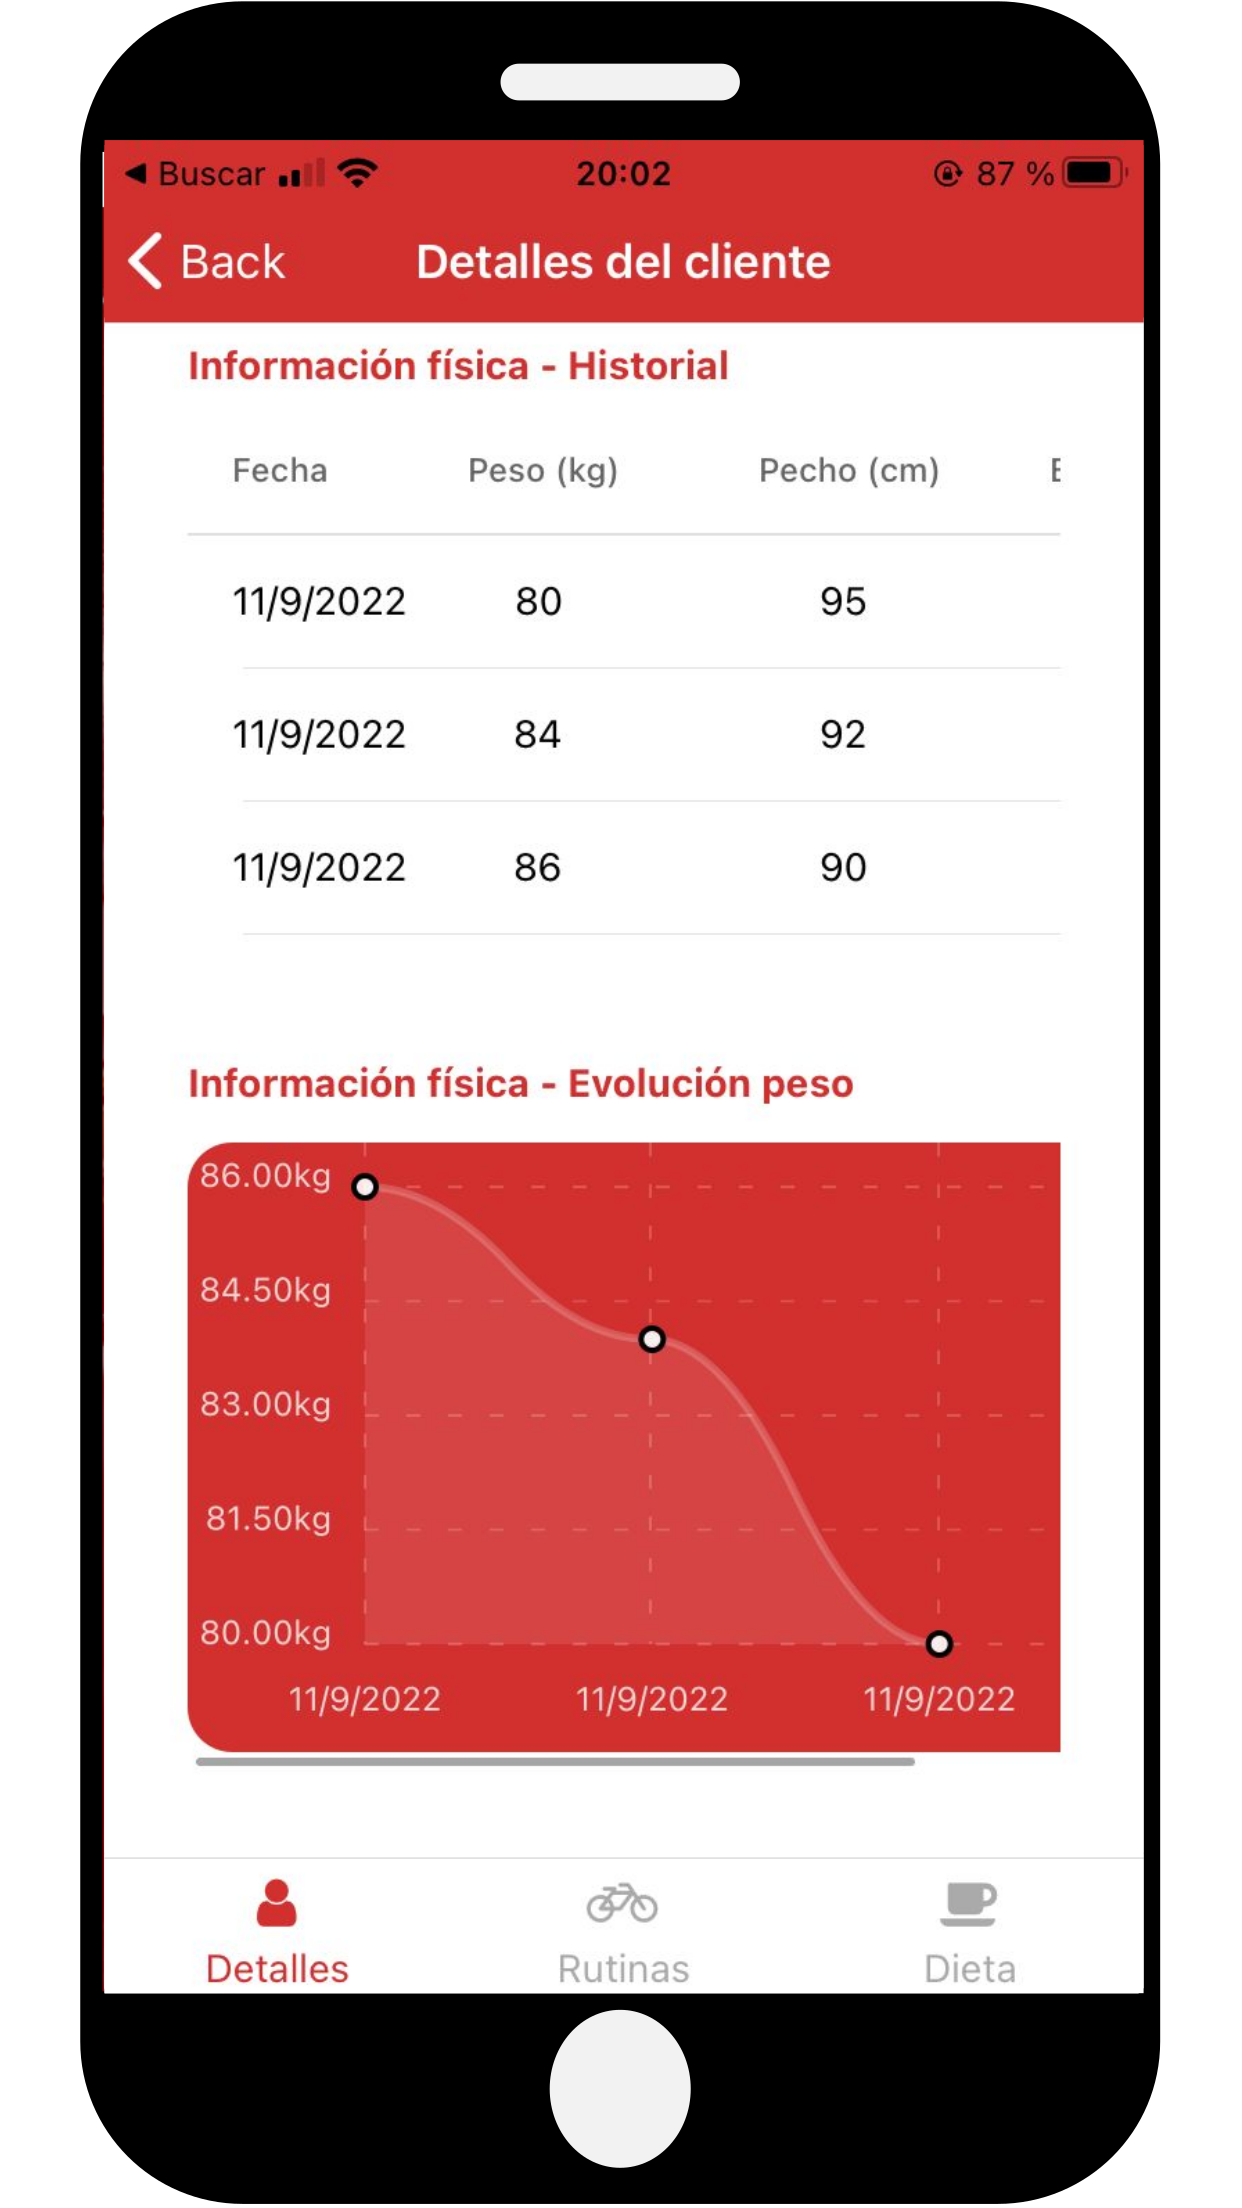 Buscar 20:02 87 %
Back Detalles del cliente
Información física - Historial
Fecha Peso (kg) Pecho (cm)
11/9/2022 80 95
11/9/2022 84 92
11/9/2022 86 90
Información física - Evolución peso
86.00kg
84.50kg
83.00kg
81.50kg
80.00kg
11/9/2022 11/9/2022 11/9/2022
Detalles Rutinas Dieta